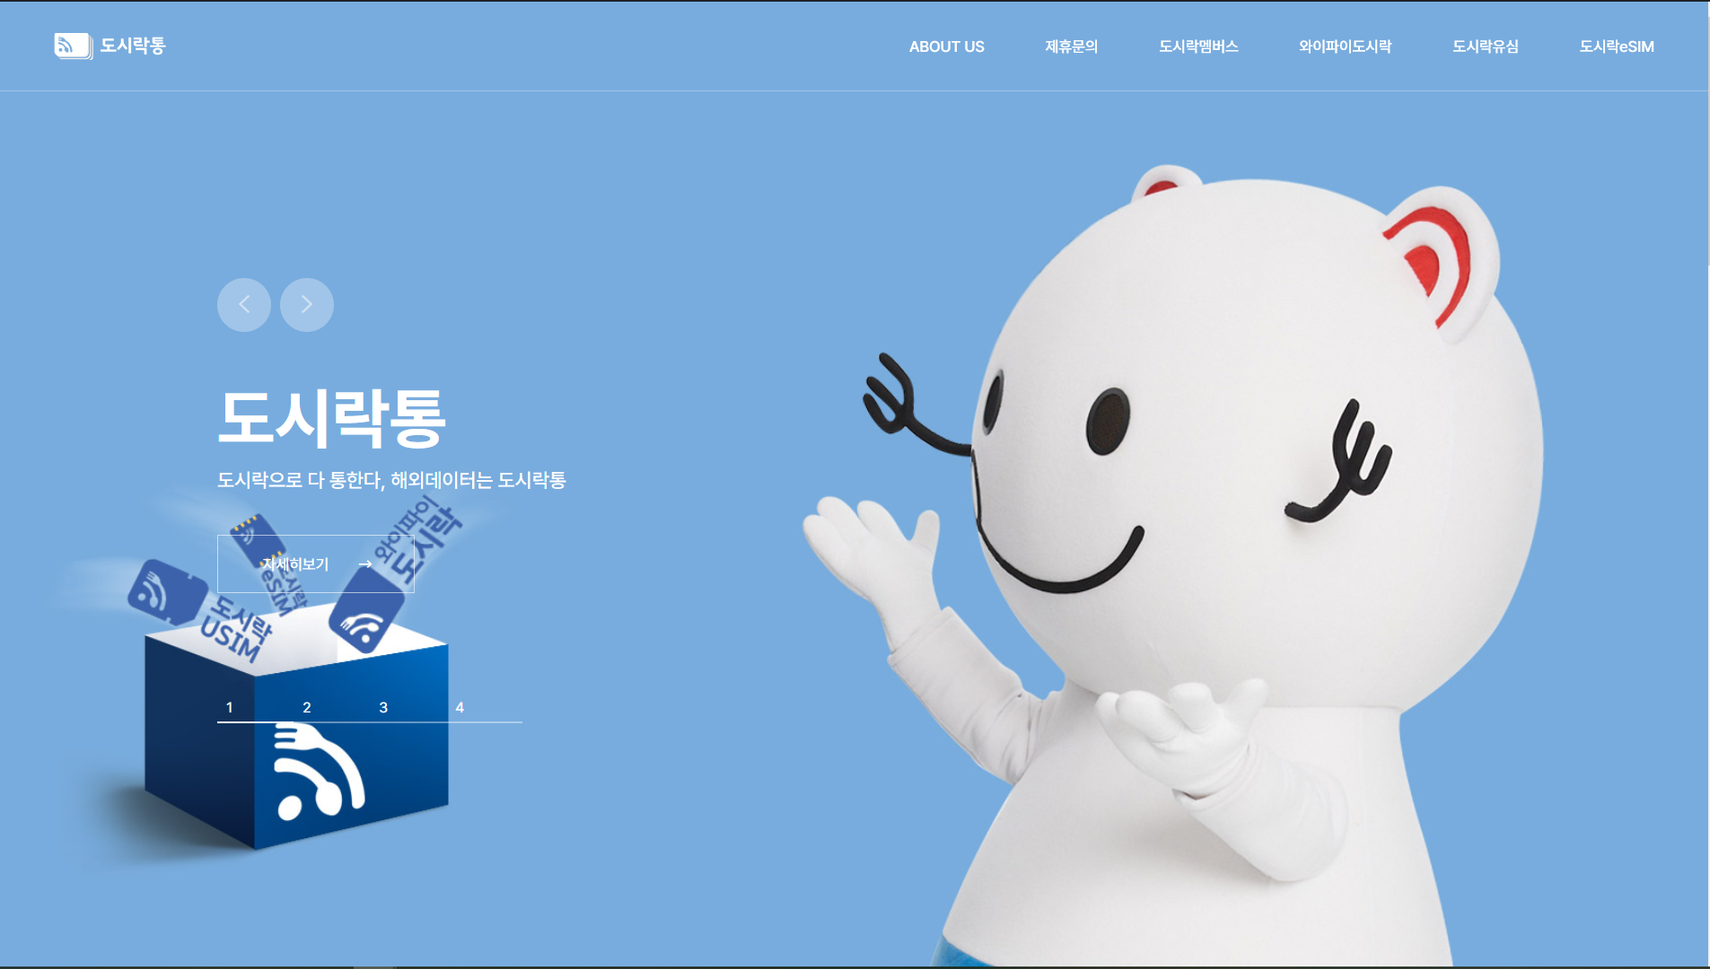 도시락통
ABOUT US
제휴문의
도시락멤버스
와이파이도시락
도시락유심
도시락eSIM
도시락통
도시락으로 다 통한다, 해외데이터는 도시락통
자세히보기 →
와이파이
도시락
도시락
eSIM
도시락
USIM
1 2 3 4